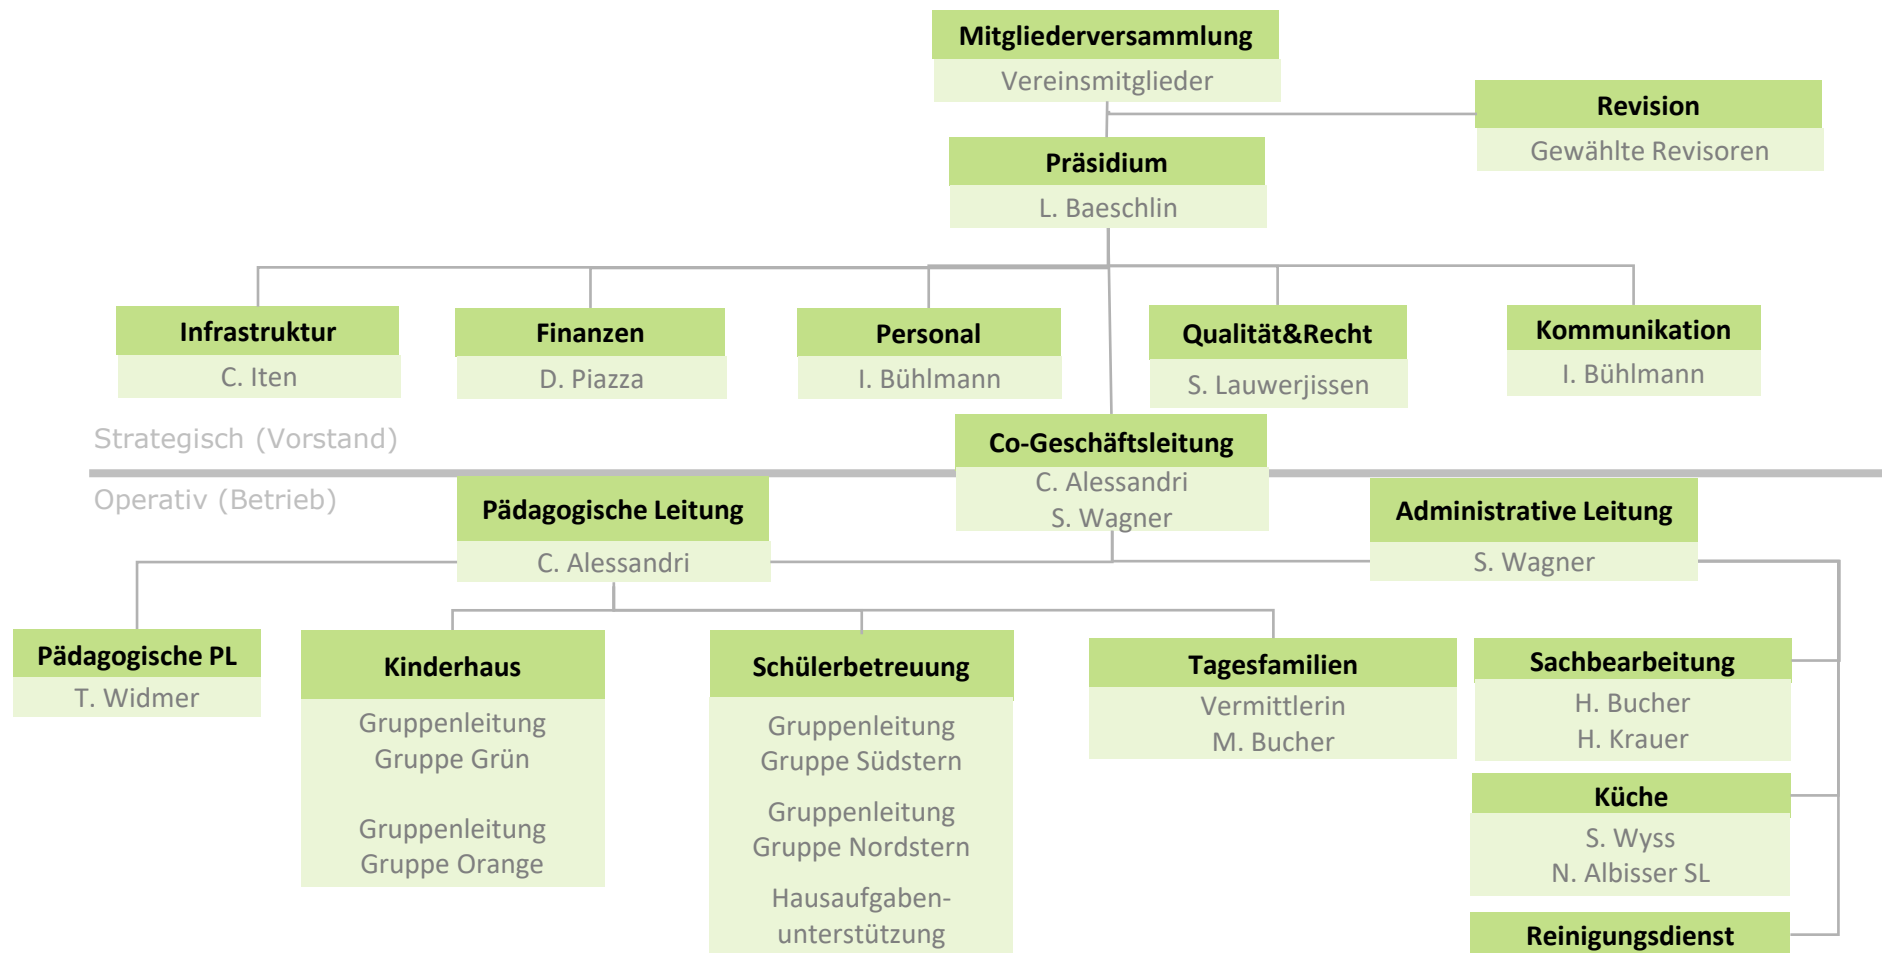 Mitgliederversammlung
Vereinsmitglieder
Revision
Gewählte Revisoren
Präsidium
L. Baeschlin
Infrastruktur
C. Iten
Finanzen
D. Piazza
Personal
I. Bühlmann
Qualität&Recht
S. Lauwerjissen
Kommunikation
I. Bühlmann
Strategisch (Vorstand)
Co-Geschäftsleitung
C. Alessandri
S. Wagner
Operativ (Betrieb)
Pädagogische Leitung
C. Alessandri
Administrative Leitung
S. Wagner
Pädagogische PL
T. Widmer
Kinderhaus
Gruppenleitung
Gruppe Grün
Gruppenleitung
Gruppe Orange
Schülerbetreuung
Gruppenleitung
Gruppe Südstern
Gruppenleitung
Gruppe Nordstern
Hausaufgaben-
unterstützung
Tagesfamilien
Vermittlerin
M. Bucher
Sachbearbeitung
H. Bucher
H. Krauer
Küche
S. Wyss
N. Albisser SL
Reinigungsdienst